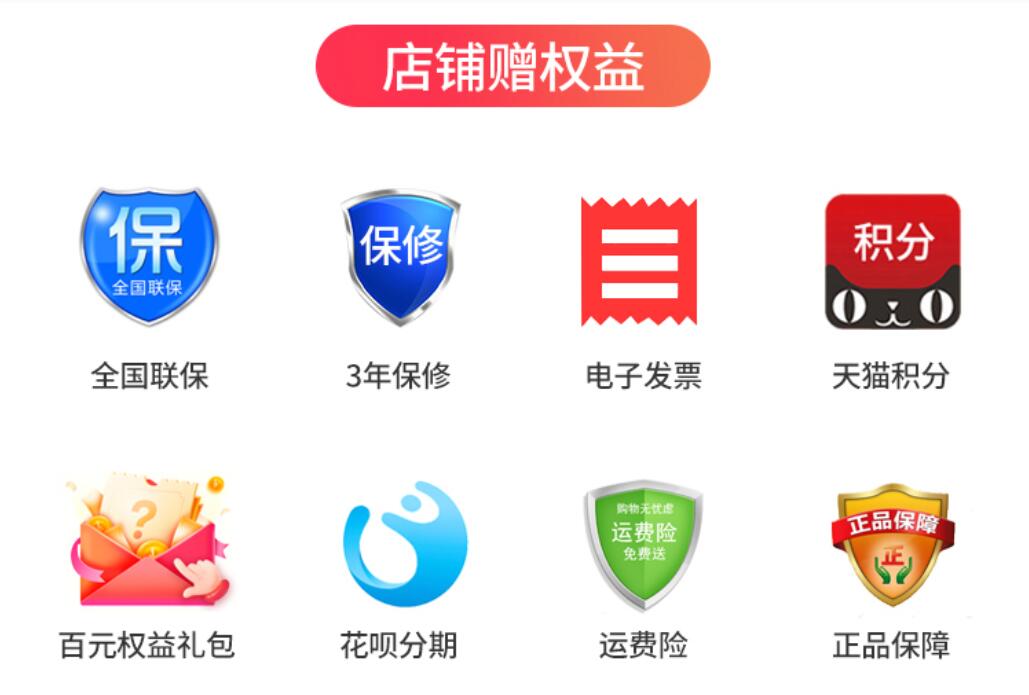 店铺赠权益
保
全国联保
保修
积分
全国联保
3年保修
电子发票
天猫积分
?
购物无忧虑
运费险
免费送
正品保障
正
百元权益礼包
花呗分期
运费险
正品保障